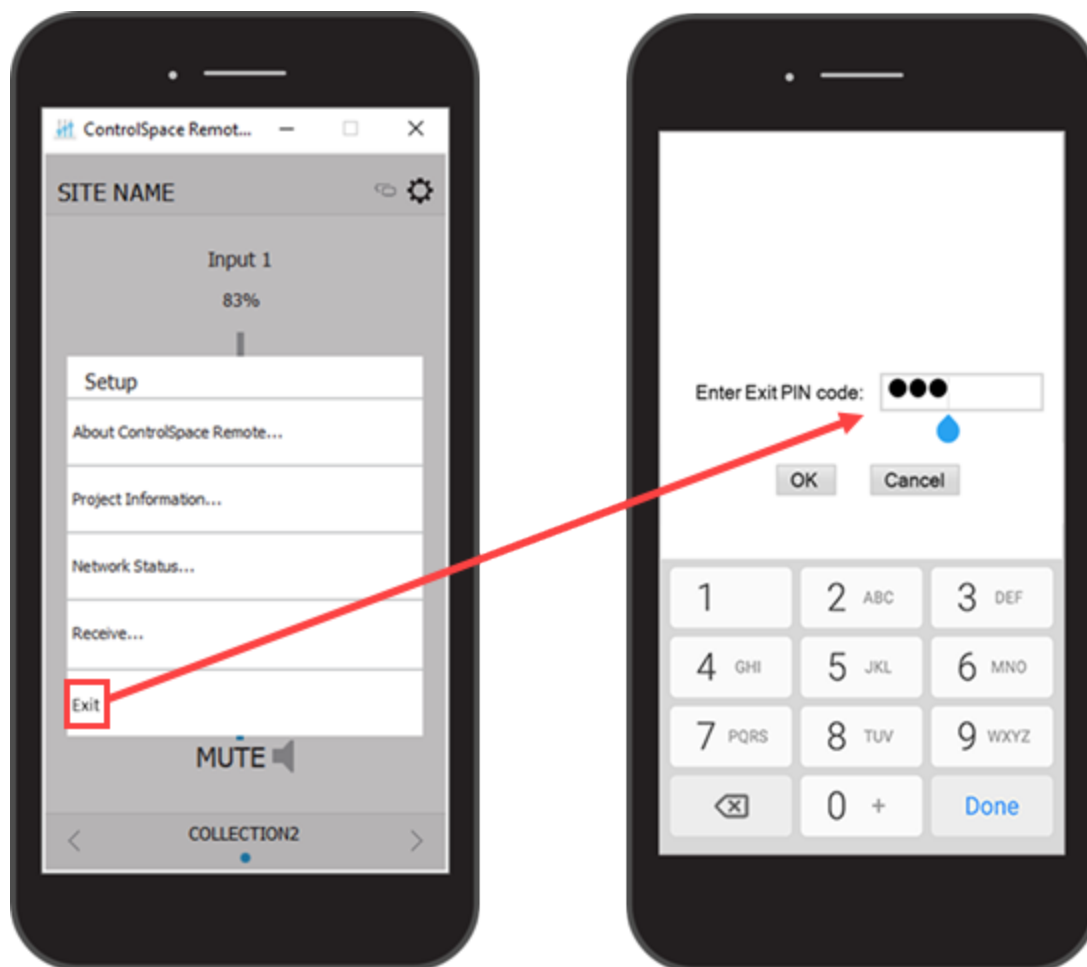 ControlSpace Remot...
SITE NAME
Input 1
83%
Setup
About ControlSpace Remote...
Project Information...
Network Status...
Receive...
Exit
MUTE
COLLECTION2
Enter Exit PIN code:
OK Cancel
1 2 ABC 3 DEF
4 GHI 5 JKL 6 MNO
7 PQRS 8 TUV 9 WXYZ
0 + Done